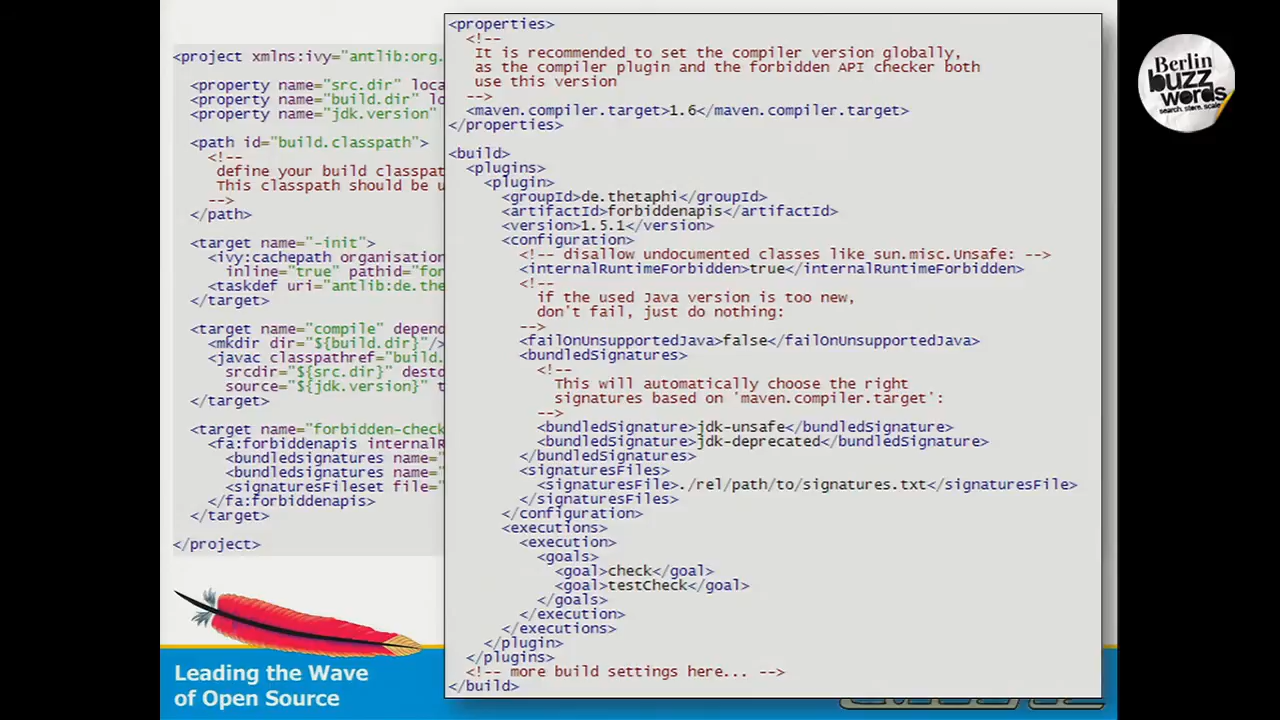 <project xmlns:ivy="antlib:org.
<property name="src.dir" loca
<property name="build.dir" lo
<property name="jdk.version"
<path id="build.classpath">
<!--
define your build classpat
This classpath should be u
-->
</path>
<target name="-init">
<ivy:cachepath organisation
inline="true" pathid="for
<taskdef uri="antlib:de.the
</target>
<target name="compile" depend
<mkdir dir="${build.dir}"/>
<javac classpathref="build.
srcdir="${src.dir}" desto
source="${jdk.version}" t
</target>
<target name="forbidden-check
<fa:forbiddenapis internalR
<bundledsignatures name="
<bundledsignatures name="
<signaturesFileset file="
</fa:forbiddenapis>
</target>
</project>
<properties>
<!--
It is recommended to set the compiler version globally,
as the compiler plugin and the forbidden API checker both
use this version
-->
<maven.compiler.target>1.6</maven.compiler.target>
</properties>
<build>
<plugins>
<plugin>
<groupId>de.thetaphi</groupId>
<artifactId>forbiddenapis</artifactId>
<version>1.5.1</version>
<configuration>
<!-- disallow undocumented classes like sun.misc.Unsafe: -->
<internalRuntimeForbidden>true</internalRuntimeForbidden>
<!--
if the used Java version is too new,
don't fail, just do nothing:
-->
<failOnUnsupportedJava>false</failOnUnsupportedJava>
<bundledSignatures>
<!--
This will automatically choose the right
signatures based on 'maven.compiler.target':
-->
<bundledSignature>jdk-unsafe</bundledSignature>
<bundledSignature>jdk-deprecated</bundledSignature>
</bundledSignatures>
<signaturesFiles>
<signaturesFile>./rel/path/to/signatures.txt</signaturesFile>
</signaturesFiles>
</configuration>
<executions>
<execution>
<goals>
<goal>check</goal>
<goal>testCheck</goal>
</goals>
</execution>
</executions>
</plugin>
</plugins>
<!-- more build settings here... -->
</build>
Leading the Wave
of Open Source
Berlin
buzz
words
search. store. scale.